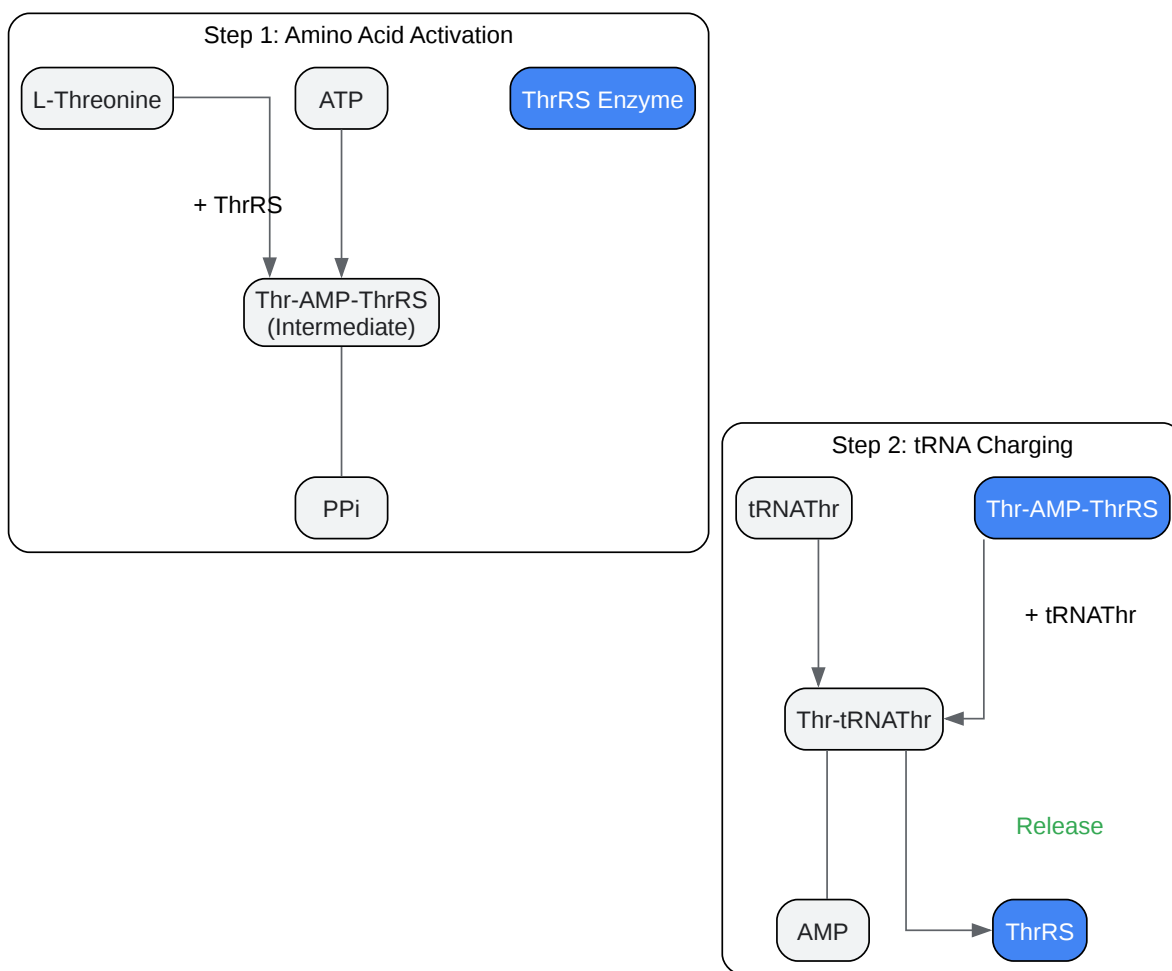 Step 1: Amino Acid Activation
L-Threonine
ATP
ThrRS Enzyme
+ ThrRS
Thr-AMP-ThrRS
(Intermediate)
PPi
Step 2: tRNA Charging
tRNAThr
Thr-AMP-ThrRS
+ tRNAThr
Thr-tRNAThr
Release
AMP
ThrRS